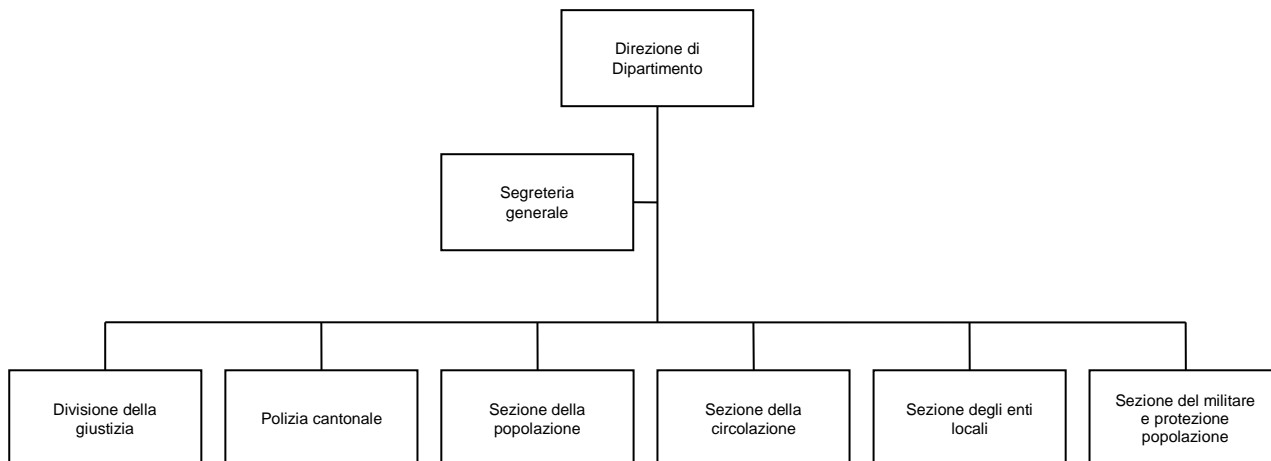 Direzione di
Dipartimento
Segreteria
generale
Divisione della
giustizia
Polizia cantonale
Sezione della
popolazione
Sezione della
circolazione
Sezione degli enti
locali
Sezione del militare
e protezione
popolazione